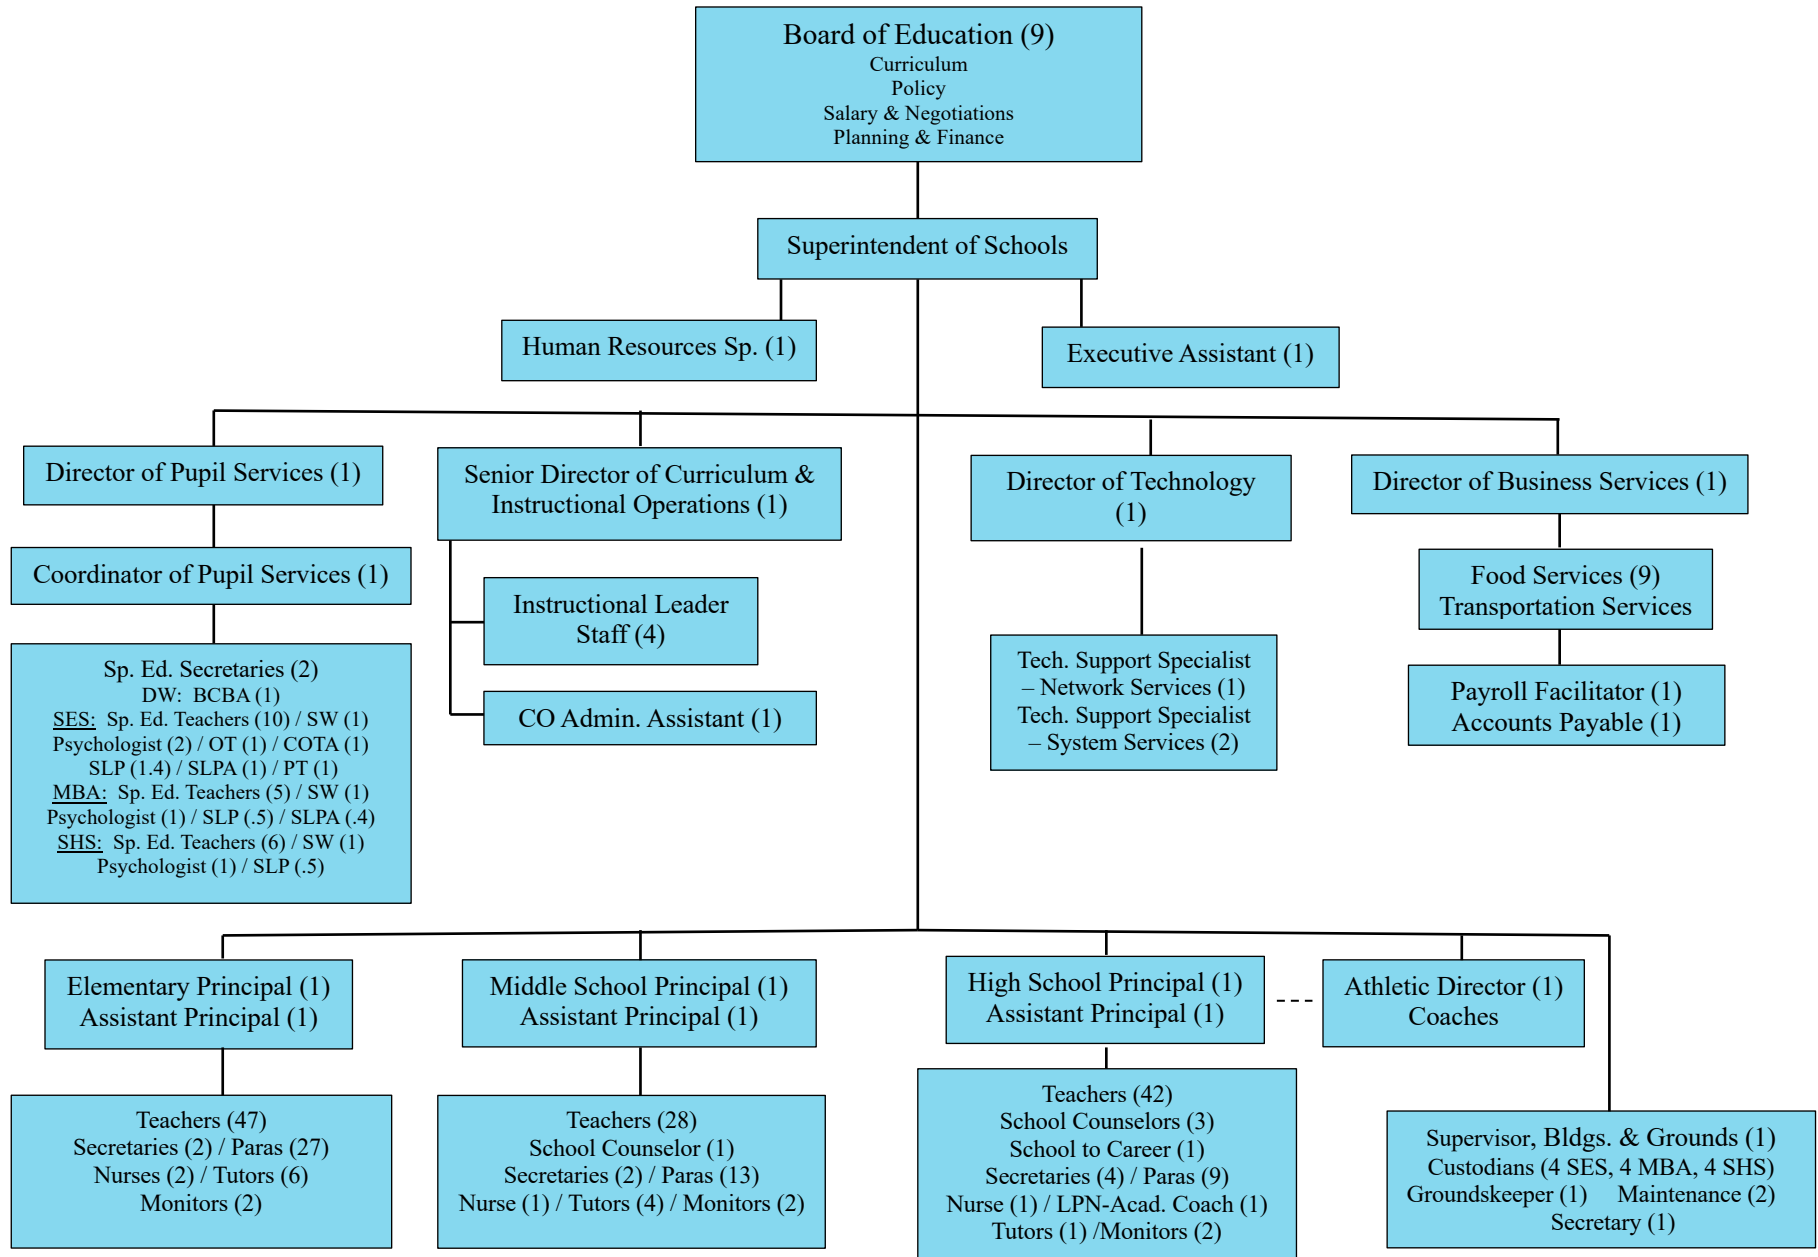 Board of Education (9)
Curriculum
Policy
Salary & Negotiations
Planning & Finance
Superintendent of Schools
Human Resources Sp. (1)
Executive Assistant (1)
Director of Pupil Services (1)
Senior Director of Curriculum &
Instructional Operations (1)
Director of Technology
(1)
Director of Business Services (1)
Coordinator of Pupil Services (1)
Instructional Leader
Staff (4)
CO Admin. Assistant (1)
Food Services (9)
Transportation Services
Sp. Ed. Secretaries (2)
DW:  BCBA (1)
SES:  Sp. Ed. Teachers (10) / SW (1)
Psychologist (2) / OT (1) / COTA (1)
SLP (1.4) / SLPA (1) / PT (1)
MBA:  Sp. Ed. Teachers (5) / SW (1)
Psychologist (1) / SLP (.5) / SLPA (.4)
SHS:  Sp. Ed. Teachers (6) / SW (1)
Psychologist (1) / SLP (.5)
Tech. Support Specialist
– Network Services (1)
Tech. Support Specialist
– System Services (2)
Payroll Facilitator (1)
Accounts Payable (1)
Elementary Principal (1)
Assistant Principal (1)
Middle School Principal (1)
Assistant Principal (1)
High School Principal (1)
Assistant Principal (1)
Athletic Director (1)
Coaches
Teachers (47)
Secretaries (2) / Paras (27)
Nurses (2) / Tutors (6)
Monitors (2)
Teachers (28)
School Counselor (1)
Secretaries (2) / Paras (13)
Nurse (1) / Tutors (4) / Monitors (2)
Teachers (42)
School Counselors (3)
School to Career (1)
Secretaries (4) / Paras (9)
Nurse (1) / LPN-Acad. Coach (1)
Tutors (1) /Monitors (2)
Supervisor, Bldgs. & Grounds (1)
Custodians (4 SES, 4 MBA, 4 SHS)
Groundskeeper (1)     Maintenance (2)
Secretary (1)